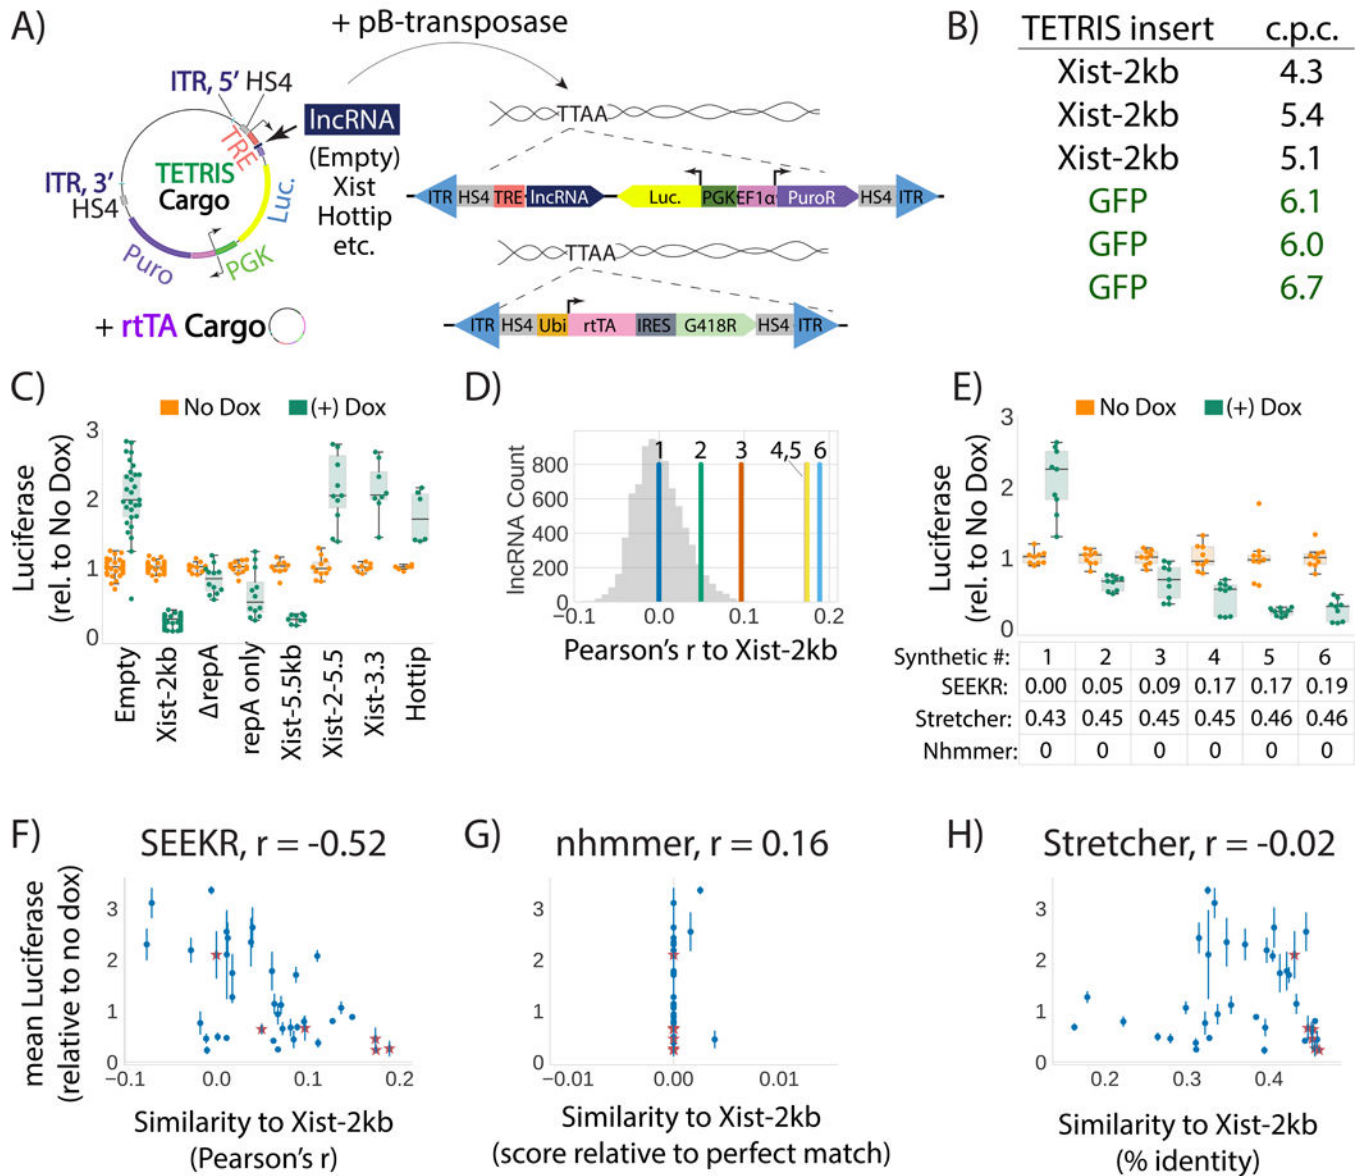 A)
+ pB-transposase
ITR, 5’ HS4
lncRNA
TRE
(Empty)
Xist
Hottip
etc.
TETRIS
Cargo
ITR, 3’
HS4
Luc.
Puro
PGK
+ rtTA Cargo
TTAA
ITR HS4 TRE lncRNA Luc. PGK EF1α PuroR HS4 ITR
TTAA
ITR HS4 Ubi rtTA IRES G418R HS4 ITR
B)
TETRIS insert c.p.c.
Xist-2kb 4.3
Xist-2kb 5.4
Xist-2kb 5.1
GFP 6.1
GFP 6.0
GFP 6.7
C)
No Dox (+) Dox
Luciferase
(rel. to No Dox)
3
2
1
0
Empty
Xist-2kb
ΔrepA
repA only
Xist-5.5kb
Xist-2-5.5
Xist-3.3
Hottip
D)
1 2 3 4,5 6
lncRNA Count
800
600
400
200
0
−0.1 0.0 0.1 0.2
Pearson’s r to Xist-2kb
E)
No Dox (+) Dox
Luciferase
(rel. to No Dox)
3
2
1
0
Synthetic #: 1 2 3 4 5 6
SEEKR: 0.00 0.05 0.09 0.17 0.17 0.19
Stretcher: 0.43 0.45 0.45 0.45 0.46 0.46
Nhmmer: 0 0 0 0 0 0
F)
SEEKR, r = -0.52
mean Luciferase
(relative to no dox)
3
2
1
0
−0.1 0.0 0.1 0.2
Similarity to Xist-2kb
(Pearson’s r)
G)
nhmmer, r = 0.16
3
2
1
0
−0.01 0.00 0.01
Similarity to Xist-2kb
(score relative to perfect match)
H)
Stretcher, r = -0.02
3
2
1
0
0.2 0.3 0.4
Similarity to Xist-2kb
(% identity)